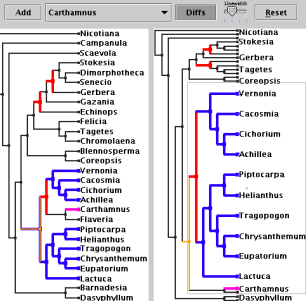 Add Carthamnus Diffs Linewidth Reset
Nicotiana
Campanula
Scaevola
Stokesia
Dimorphotheca
Senecio
Gerbera
Gazania
Echinops
Felicia
Tagetes
Chromolaena
Blennosperma
Coreopsis
Vernonia
Cacosmia
Cichorium
Achillea
Carthamnus
Flaveria
Piptocarpa
Helianthus
Tragopogon
Chrysanthemum
Eupatorium
Lactuca
Barnadesia
Dasyphyllum
Nicotiana
Stokesia
Gerbera
Tagetes
Coreopsis
Vernonia
Cacosmia
Cichorium
Achillea
Piptocarpa
Helianthus
Tragopogon
Chrysanthemum
Eupatorium
Lactuca
Carthamnus
Dasyphyllum